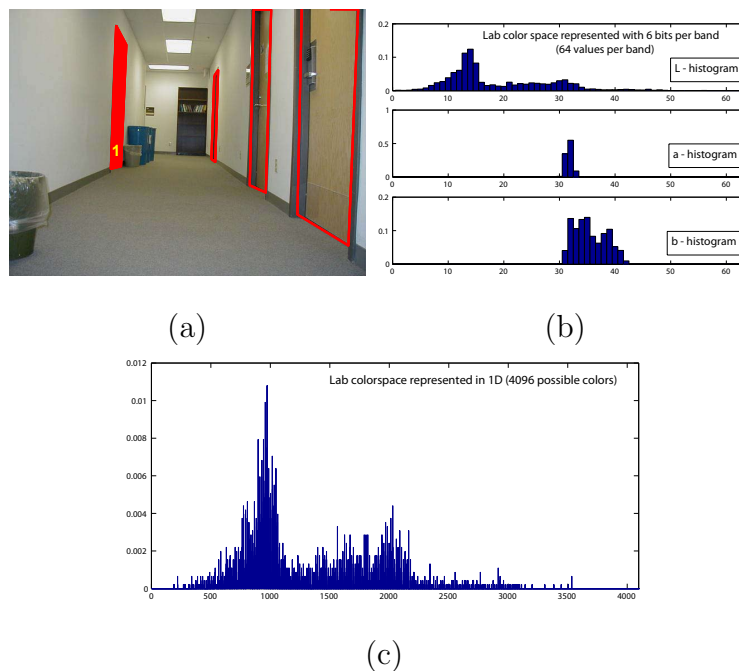 1
Lab color space represented with 6 bits per band
(64 values per band)
0.2
0.1
0
L - histogram
0 10 20 30 40 50 60
1
0.5
0
a - histogram
0 10 20 30 40 50 60
0.2
0.1
0
b - histogram
0 10 20 30 40 50 60
(a)
(b)
Lab colorspace represented in 1D (4096 possible colors)
0.012
0.01
0.008
0.006
0.004
0.002
0
0 500 1000 1500 2000 2500 3000 3500 4000
(c)